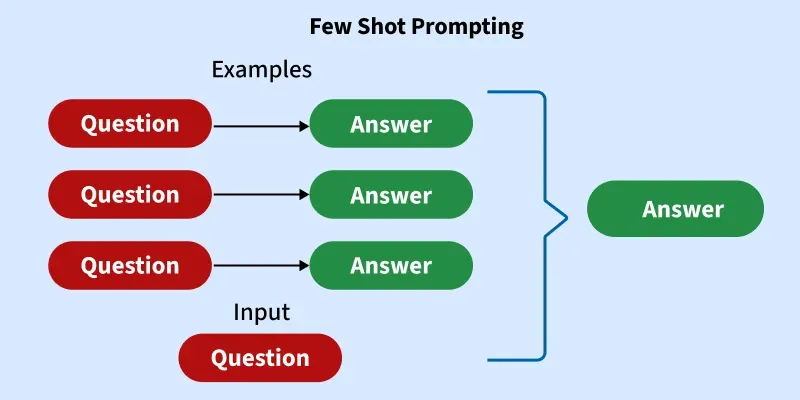 Few Shot Prompting
Examples
Question Answer
Question Answer
Answer
Question Answer
Input
Question